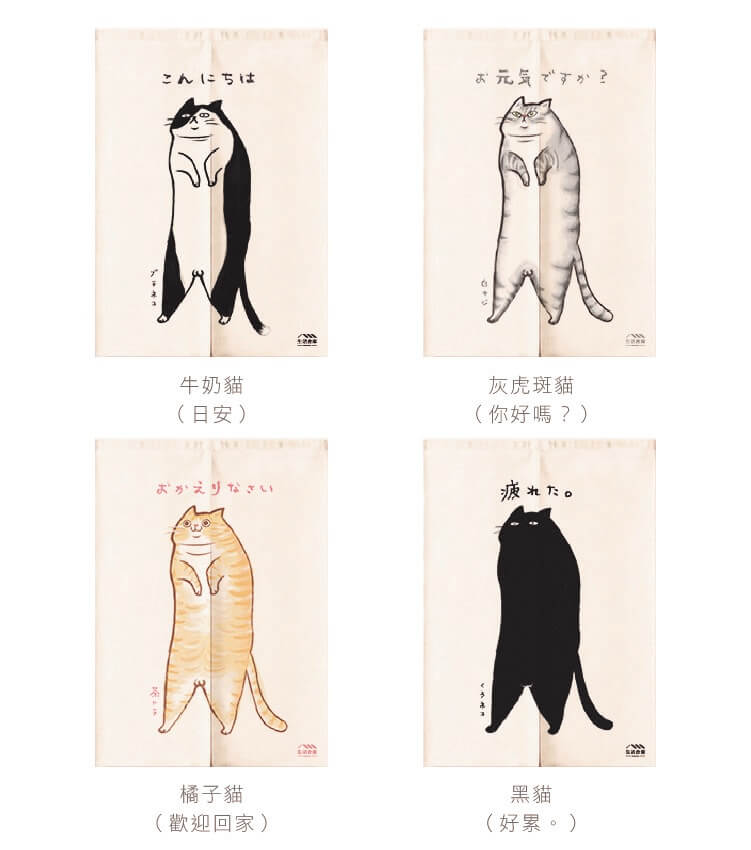 こんにちは
ブチネコ
生活倉庫
牛奶貓
（日安）
お元気ですか？
白サジ
生活倉庫
灰虎斑貓
（你好嗎？）
おかえりなさい
茶トラ
生活倉庫
橘子貓
（歡迎回家）
疲れた。
くろネコ
生活倉庫
黑貓
（好累。）